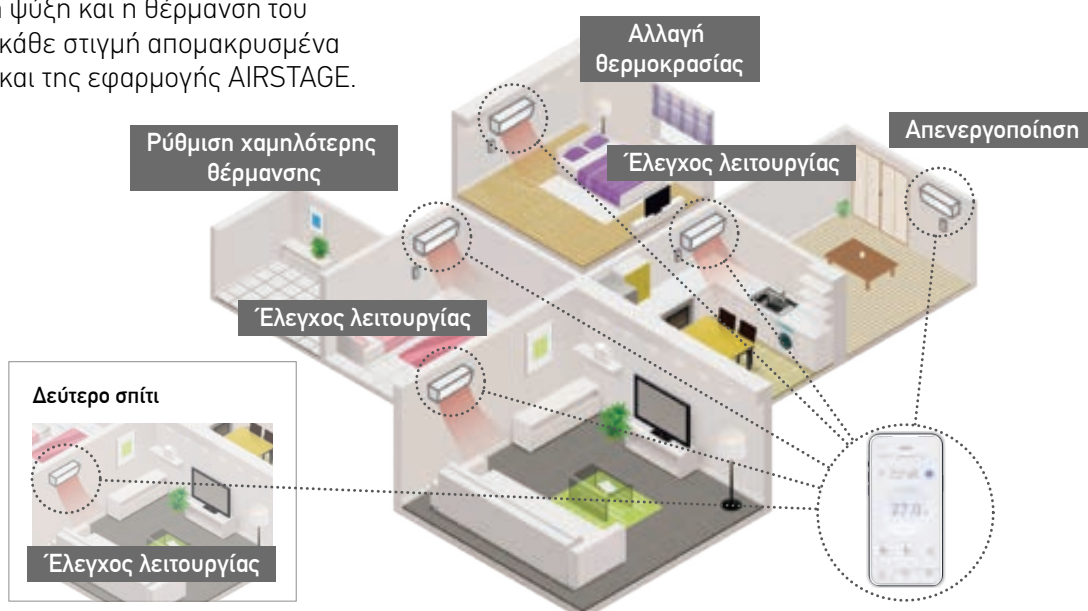 ψύξη και η θέρμανση του
κάθε στιγμή απομακρυσμένα
και της εφαρμογής AIRSTAGE.
Αλλαγή
θερμοκρασίας
Απενεργοποίηση
Ρύθμιση χαμηλότερης
θέρμανσης
Έλεγχος λειτουργίας
Έλεγχος λειτουργίας
Δεύτερο σπίτι
Έλεγχος λειτουργίας